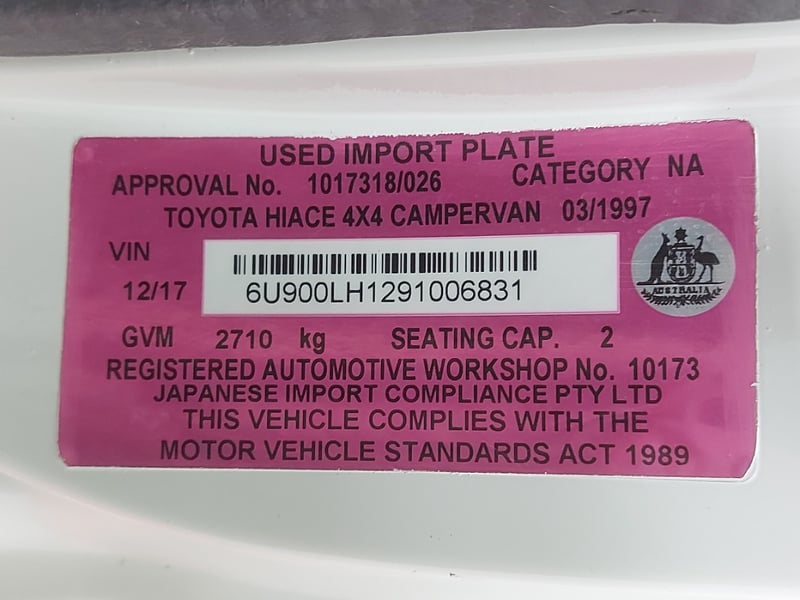 USED IMPORT PLATE
APPROVAL No. 1017318/026 CATEGORY NA
TOYOTA HIACE 4X4 CAMPERVAN 03/1997
VIN
12/17 6U900LH1291006831
AUSTRALIA
GVM 2710 kg SEATING CAP. 2
REGISTERED AUTOMOTIVE WORKSHOP No. 10173
JAPANESE IMPORT COMPLIANCE PTY LTD
THIS VEHICLE COMPLIES WITH THE
MOTOR VEHICLE STANDARDS ACT 1989